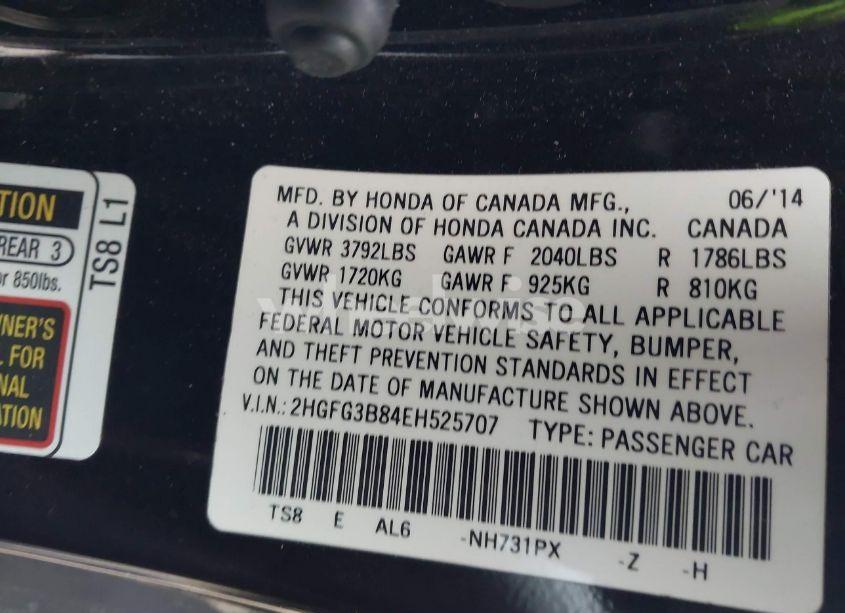 TION
REAR 3
or 850lbs.
NER'S
FOR
NAL
ATION
TS8 L1
MFD. BY HONDA OF CANADA MFG., 06/'14
A DIVISION OF HONDA CANADA INC. CANADA
GVWR 3792LBS GAWR F 2040LBS R 1786LBS
GVWR 1720KG GAWR F 925KG R 810KG
THIS VEHICLE CONFORMS TO ALL APPLICABLE
FEDERAL MOTOR VEHICLE SAFETY, BUMPER,
AND THEFT PREVENTION STANDARDS IN EFFECT
ON THE DATE OF MANUFACTURE SHOWN ABOVE.
V.I.N.: 2HGFG3B84EH525707 TYPE: PASSENGER CAR
TS8 E AL6 -NH731PX -Z -H